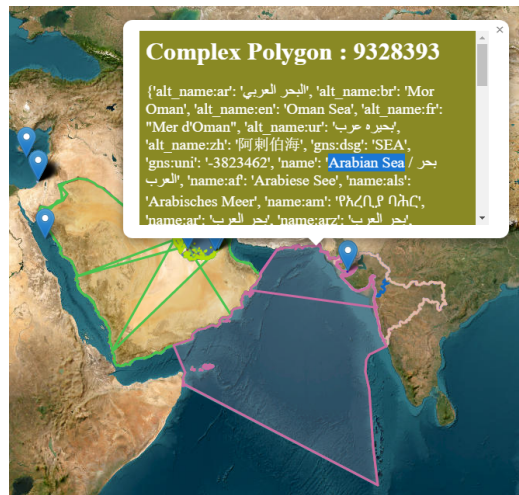 ×
Complex Polygon : 9328393
{'alt_name:ar': 'البحر العربي', 'alt_name:br': 'Mor
Oman', 'alt_name:en': 'Oman Sea', 'alt_name:fr':
"Mer d'Oman", 'alt_name:ur': 'بحیرہ عرب',
'alt_name:zh': '阿剌伯海', 'gns:dsg': 'SEA',
'gns:uni': '-3823462', 'name': 'Arabian Sea / بحر
العرب', 'name:af': 'Arabiese See', 'name:als':
'Arabisches Meer', 'name:am': 'የአረቢያ ባሕር',
'name:ar': 'بحر العرب', 'name:arz': 'بحر العرب',